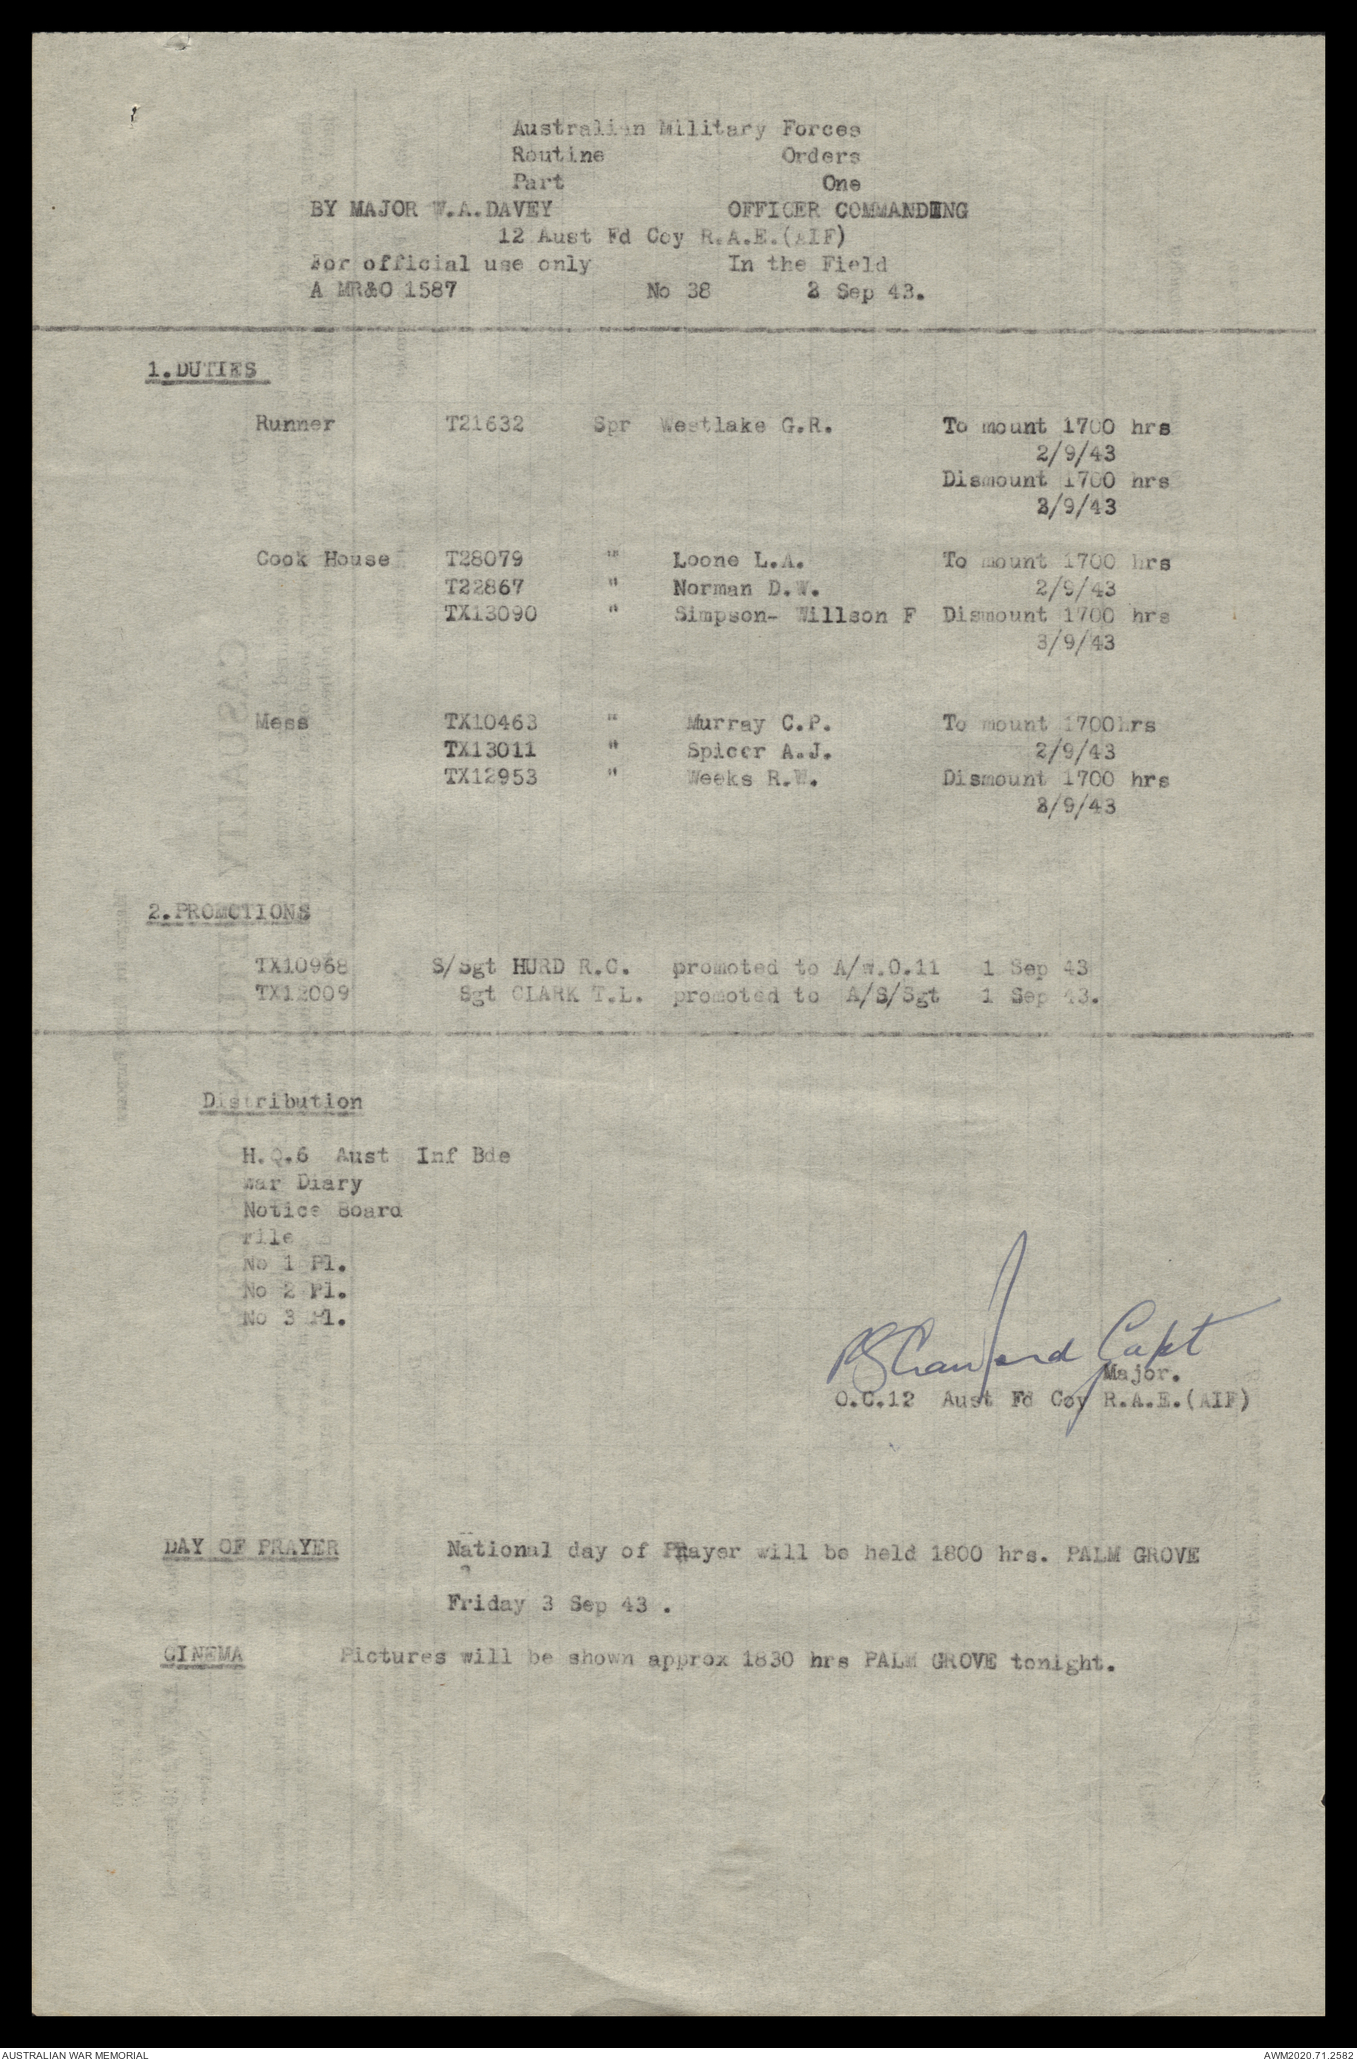 Australian Military Forces
Routine Orders
Part One
BY MAJOR W.A.DAVEY OFFICER COMMANDING
12 Aust Fd Coy R.A.E.(AIF)
For official use only In the Field
A MR&O 1587 No 38 2 Sep 43.
1.DUTIES
Runner T21632 Spr Westlake G.R. To mount 1700 hrs
2/9/43
Dismount 1700 hrs
3/9/43
Cook House T28079 " Loone L.A. To mount 1700 hrs
T22867 " Norman D.W. 2/9/43
TX13090 " Simpson- Willson F Dismount 1700 hrs
3/9/43
Mess TX10463 " Murray C.P. To mount 1700hrs
TX13011 " Spicer A.J. 2/9/43
TX12953 " Weeks R.W. Dismount 1700 hrs
3/9/43
2.PROMOTIONS
TX10968 S/Sgt HURD R.C. promoted to A/W.O.11 1 Sep 43
TX12009 Sgt CLARK T.L. promoted to A/S/Sgt 1 Sep 43.
Distribution
H.Q.6 Aust Inf Bde
War Diary
Notice Board
File
No 1 Pl.
No 2 Pl.
No 3 Pl.
Crawford Capt
Major.
O.C.12 Aust Fd Coy R.A.E.(AIF)
DAY OF PRAYER National day of Prayer will be held 1800 hrs. PALM GROVE
Friday 3 Sep 43 .
CINEMA Pictures will be shown approx 1830 hrs PALM GROVE tonight.
AUSTRALIAN WAR MEMORIAL AWM2020.71.2582